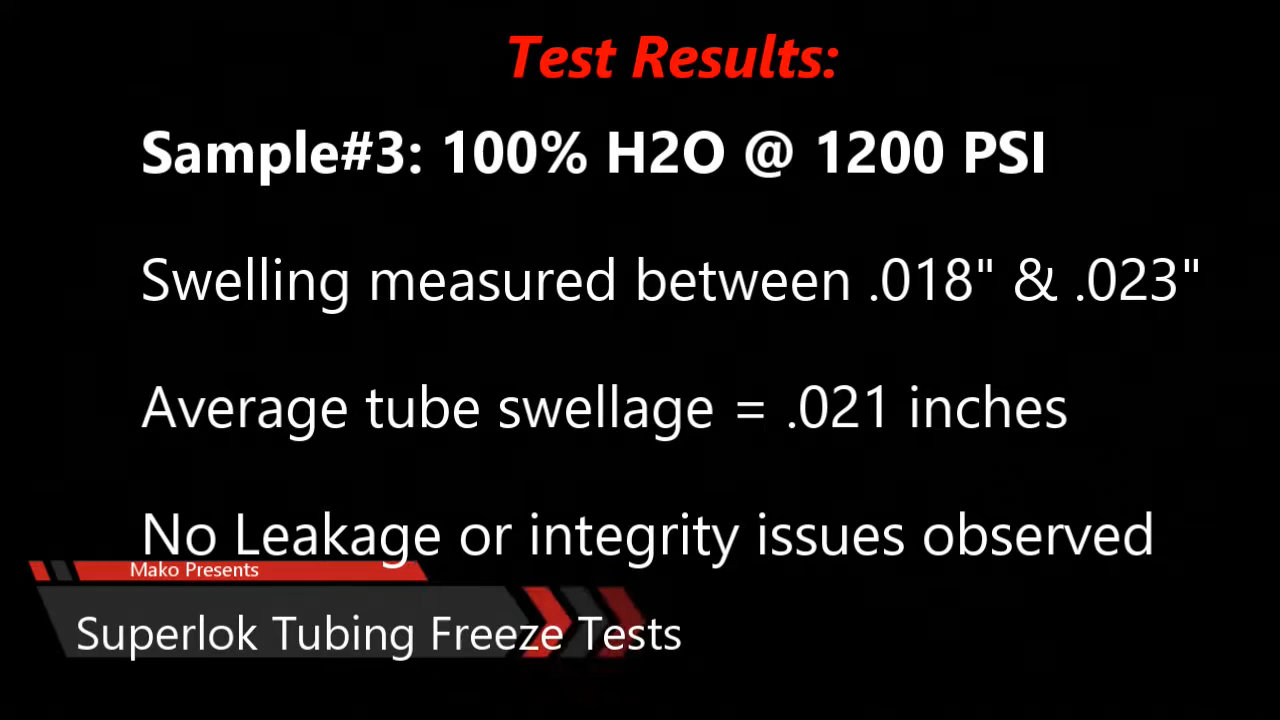 Test Results:
Sample#3: 100% H2O @ 1200 PSI
Swelling measured between .018" & .023"
Average tube swellage = .021 inches
No Leakage or integrity issues observed
Mako Presents
Superlok Tubing Freeze Tests